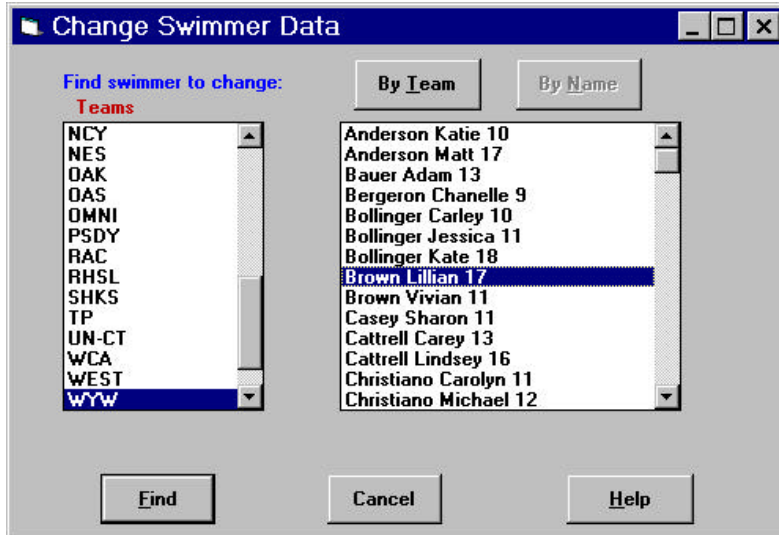 Change Swimmer Data
Find swimmer to change:
By Team
By Name
Teams
NCY
NES
OAK
OAS
OMNI
PSDY
RAC
RHSL
SHKS
TP
UN-CT
WCA
WEST
WYW
Anderson Katie 10
Anderson Matt 17
Bauer Adam 13
Bergeron Chanelle 9
Bollinger Carley 10
Bollinger Jessica 11
Bollinger Kate 18
Brown Lillian 17
Brown Vivian 11
Casey Sharon 11
Cattrell Carey 13
Cattrell Lindsey 16
Christiano Carolyn 11
Christiano Michael 12
Find
Cancel
Help